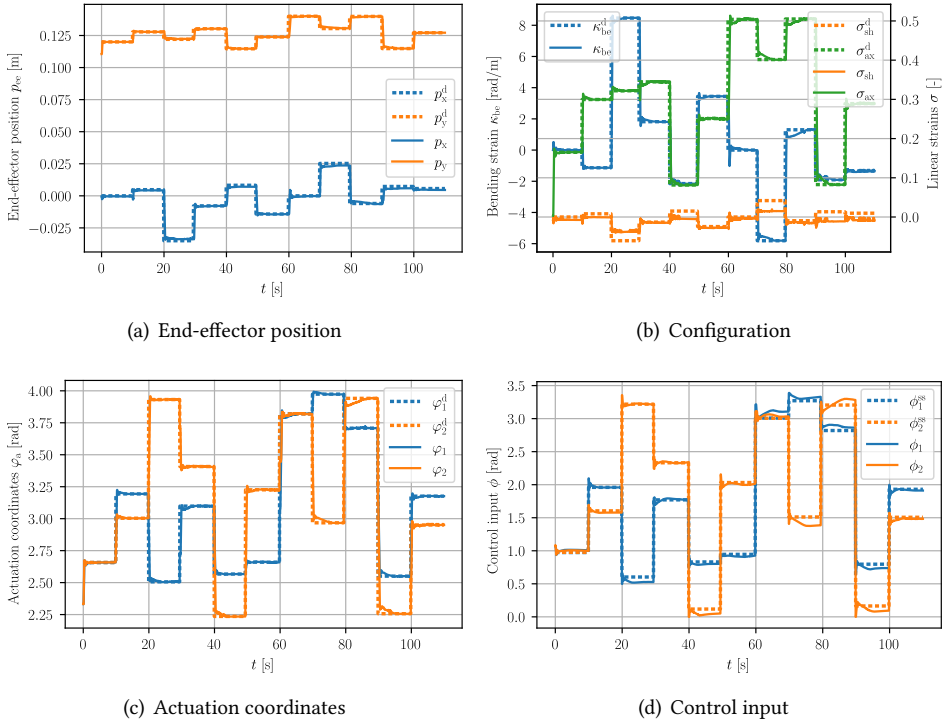 0.125
0.100
0.075
0.050
0.025
0.000
−0.025
End-effector position p_ee [m]
0 20 40 60 80 100
t [s]
p_x^d
p_y^d
p_x
p_y
(a) End-effector position
8
6
4
2
0
−2
−4
−6
Bending strain κ_be [rad/m]
0 20 40 60 80 100
t [s]
κ_be^d
κ_be
σ_sh^d
σ_ax^d
σ_sh
σ_ax
0.5
0.4
0.3
0.2
0.1
0.0
Linear strains σ [-]
(b) Configuration
4.00
3.75
3.50
3.25
3.00
2.75
2.50
2.25
Actuation coordinates φ_a [rad]
0 20 40 60 80 100
t [s]
φ_1^d
φ_2^d
φ_1
φ_2
(c) Actuation coordinates
3.5
3.0
2.5
2.0
1.5
1.0
0.5
0.0
Control input ϕ [rad]
0 20 40 60 80 100
t [s]
ϕ_1^ss
ϕ_2^ss
ϕ_1
ϕ_2
(d) Control input